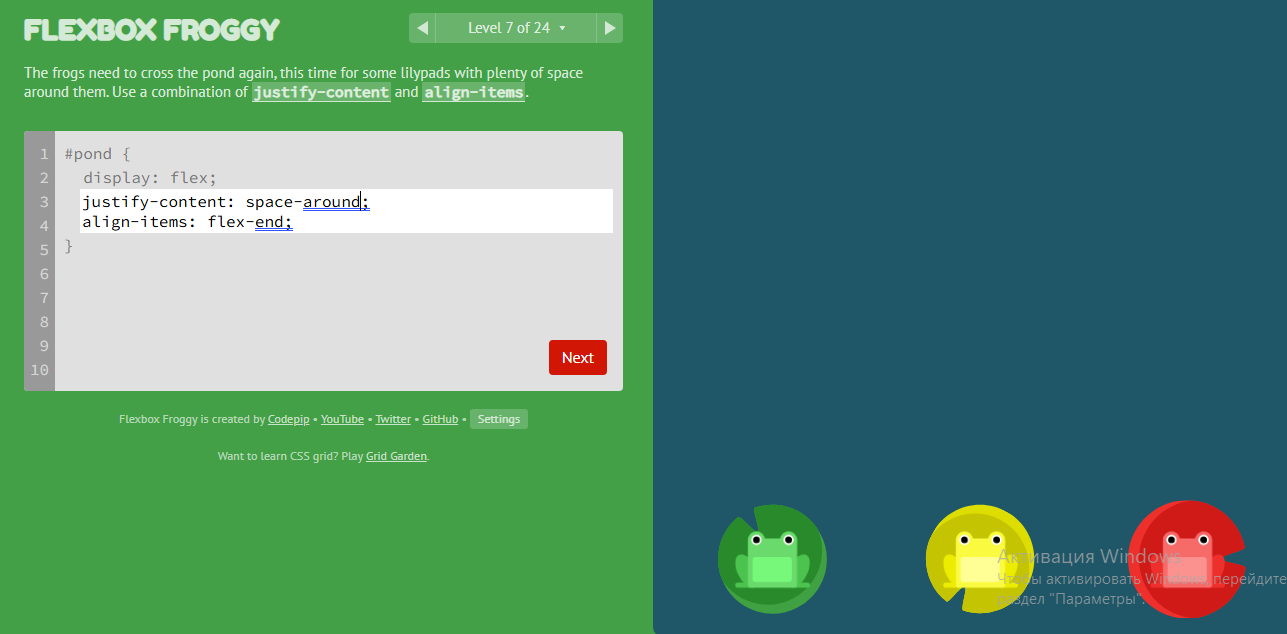 FLEXBOX FROGGY
◀ Level 7 of 24 ▾ ▶
The frogs need to cross the pond again, this time for some lilypads with plenty of space
around them. Use a combination of justify-content and align-items.
1 #pond {
2 display: flex;
3 justify-content: space-around;
4 align-items: flex-end;
5 }
6
7
8
9
10
Next
Flexbox Froggy is created by Codepip • YouTube • Twitter • GitHub • Settings
Want to learn CSS grid? Play Grid Garden.
Активация Windows
Чтобы активировать Windows, перейдите
раздел "Параметры".